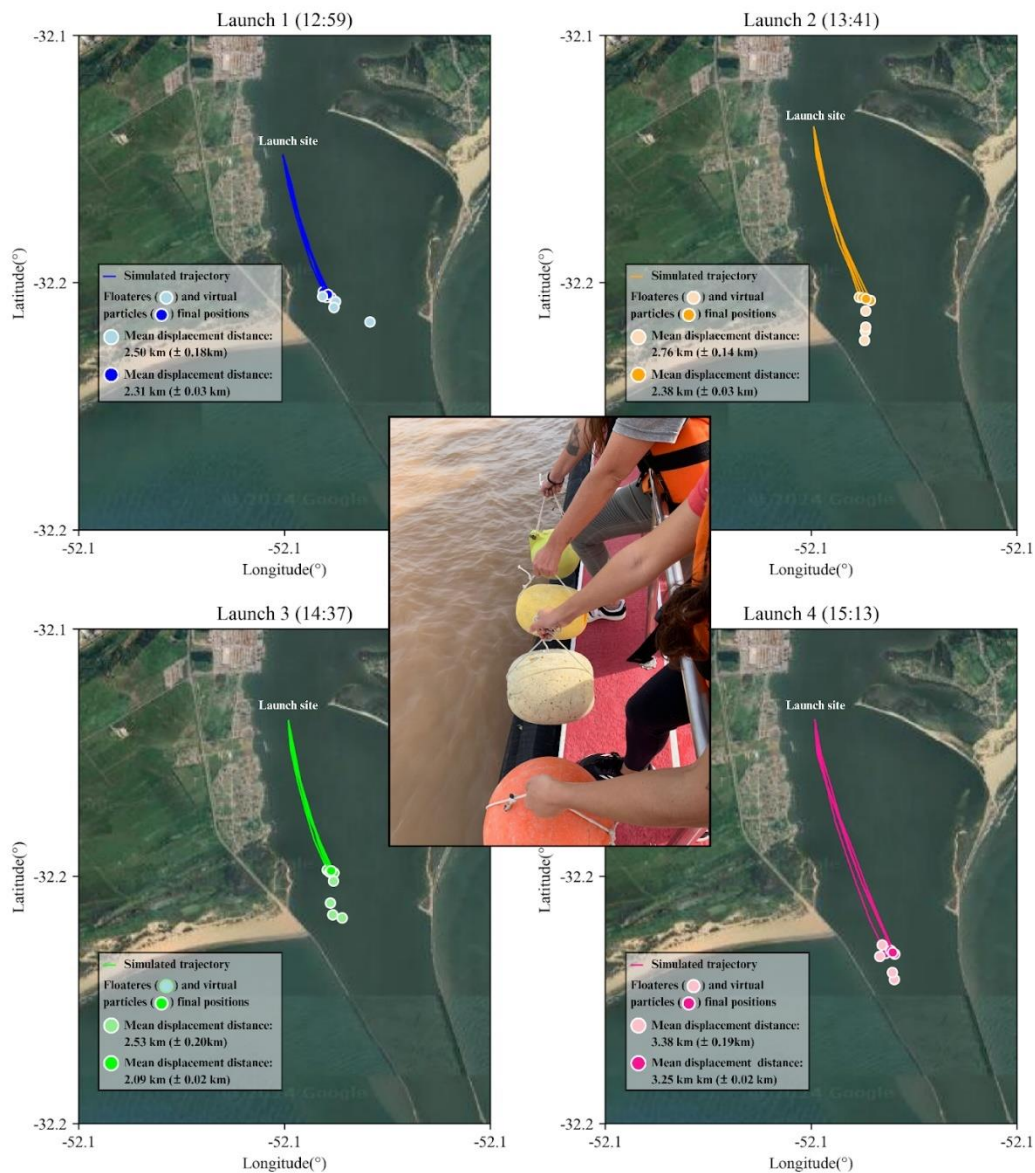 Launch 1 (12:59)
-32.1
Launch site
Latitude(°)
-32.2
Simulated trajectory
Floateres ( ) and virtual
particles ( ) final positions
Mean displacement distance:
2.50 km (± 0.18km)
Mean displacement distance:
2.31 km (± 0.03 km)
© 2024 Google
-32.2
-52.1
-52.1
-52.1
Longitude(°)
Launch 2 (13:41)
-32.1
Launch site
Latitude(°)
-32.2
Simulated trajectory
Floateres ( ) and virtual
particles ( ) final positions
Mean displacement distance:
2.76 km (± 0.14 km)
Mean displacement distance:
2.38 km (± 0.03 km)
-32.2
-52.1
-52.1
-52.1
Longitude(°)
Launch 3 (14:37)
-32.1
Launch site
Latitude(°)
-32.2
Simulated trajectory
Floateres ( ) and virtual
particles ( ) final positions
Mean displacement distance:
2.53 km (± 0.20km)
Mean displacement distance:
2.09 km (± 0.02 km)
-32.2
-52.1
-52.1
-52.1
Longitude(°)
Launch 4 (15:13)
-32.1
Launch site
Latitude(°)
-32.2
Simulated trajectory
Floateres ( ) and virtual
particles ( ) final positions
Mean displacement distance:
3.38 km (± 0.19km)
Mean displacement distance:
3.25 km km (± 0.02 km)
-32.2
-52.1
-52.1
-52.1
Longitude(°)